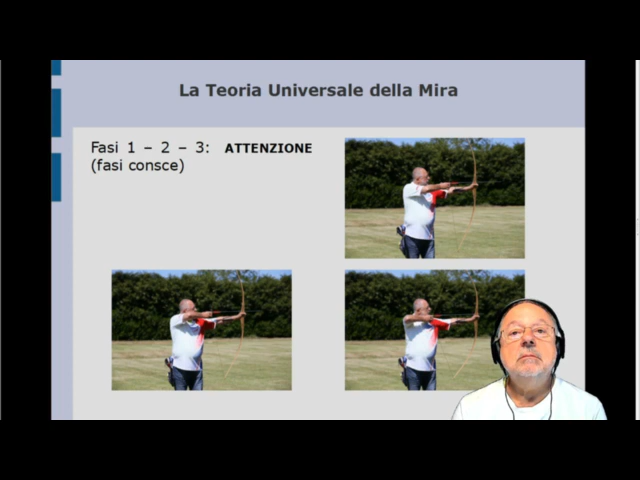 La Teoria Universale della Mira
Fasi 1 – 2 – 3: ATTENZIONE
(fasi consce)